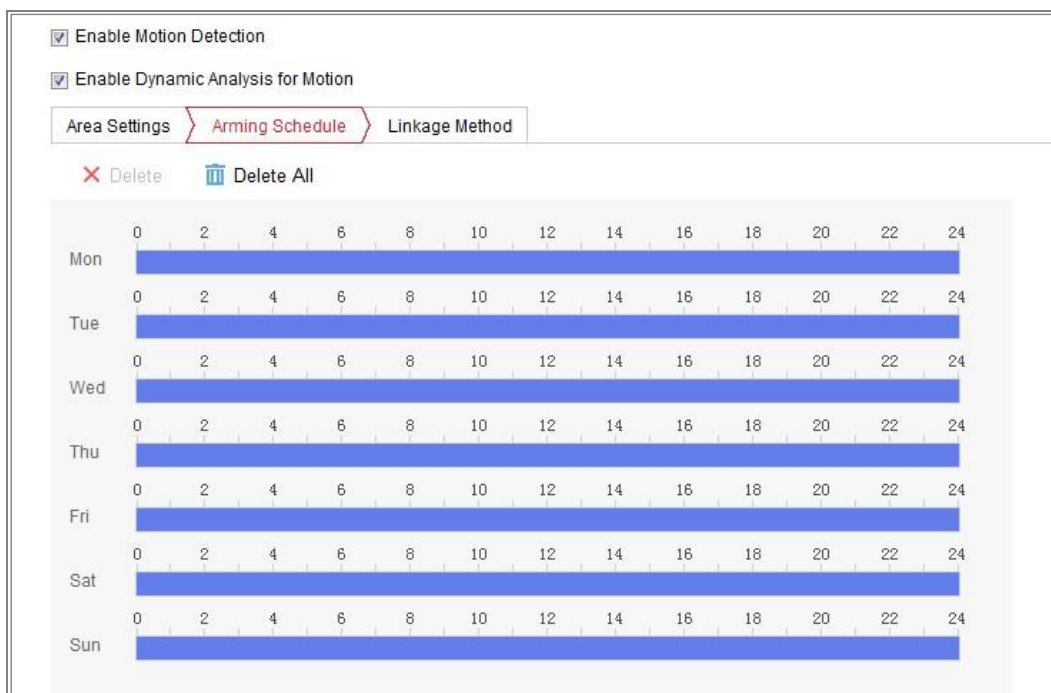 Enable Motion Detection
Enable Dynamic Analysis for Motion
Area Settings Arming Schedule Linkage Method
Delete Delete All
0 2 4 6 8 10 12 14 16 18 20 22 24
Mon
0 2 4 6 8 10 12 14 16 18 20 22 24
Tue
0 2 4 6 8 10 12 14 16 18 20 22 24
Wed
0 2 4 6 8 10 12 14 16 18 20 22 24
Thu
0 2 4 6 8 10 12 14 16 18 20 22 24
Fri
0 2 4 6 8 10 12 14 16 18 20 22 24
Sat
0 2 4 6 8 10 12 14 16 18 20 22 24
Sun